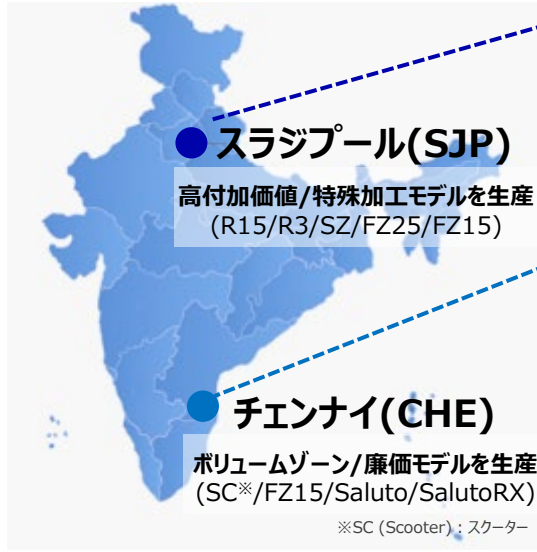 スラジプール(SJP)
高付加価値/特殊加工モデルを生産
(R15/R3/SZ/FZ25/FZ15)
チェンナイ(CHE)
ボリュームゾーン/廉価モデルを生産
(SC※/FZ15/Saluto/SalutoRX)
※SC (Scooter)：スクーター